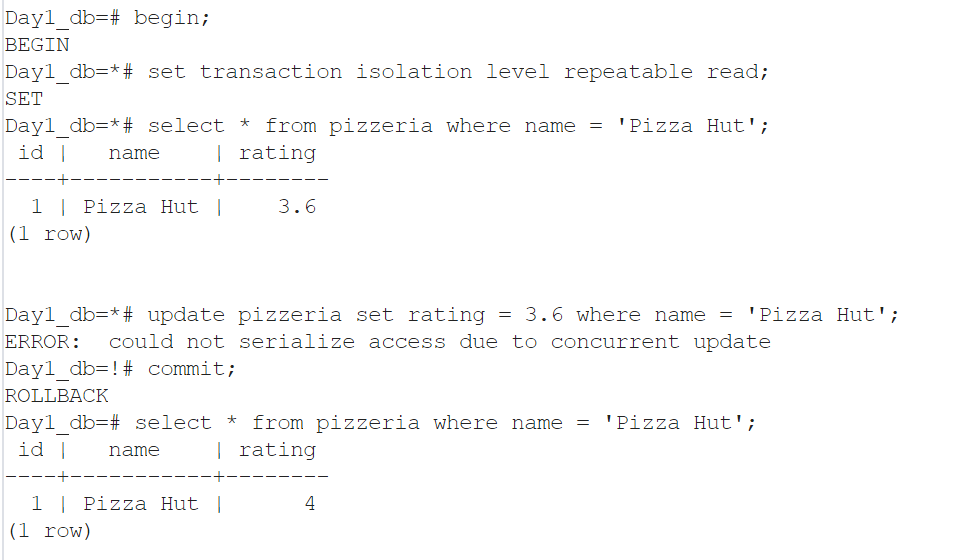 Day1_db=# begin;
BEGIN
Day1_db=*# set transaction isolation level repeatable read;
SET
Day1_db=*# select * from pizzeria where name = 'Pizza Hut';
 id |   name    | rating
----+-----------+--------
  1 | Pizza Hut |    3.6
(1 row)
Day1_db=*# update pizzeria set rating = 3.6 where name = 'Pizza Hut';
ERROR:  could not serialize access due to concurrent update
Day1_db=!# commit;
ROLLBACK
Day1_db=# select * from pizzeria where name = 'Pizza Hut';
 id |   name    | rating
----+-----------+--------
  1 | Pizza Hut |      4
(1 row)